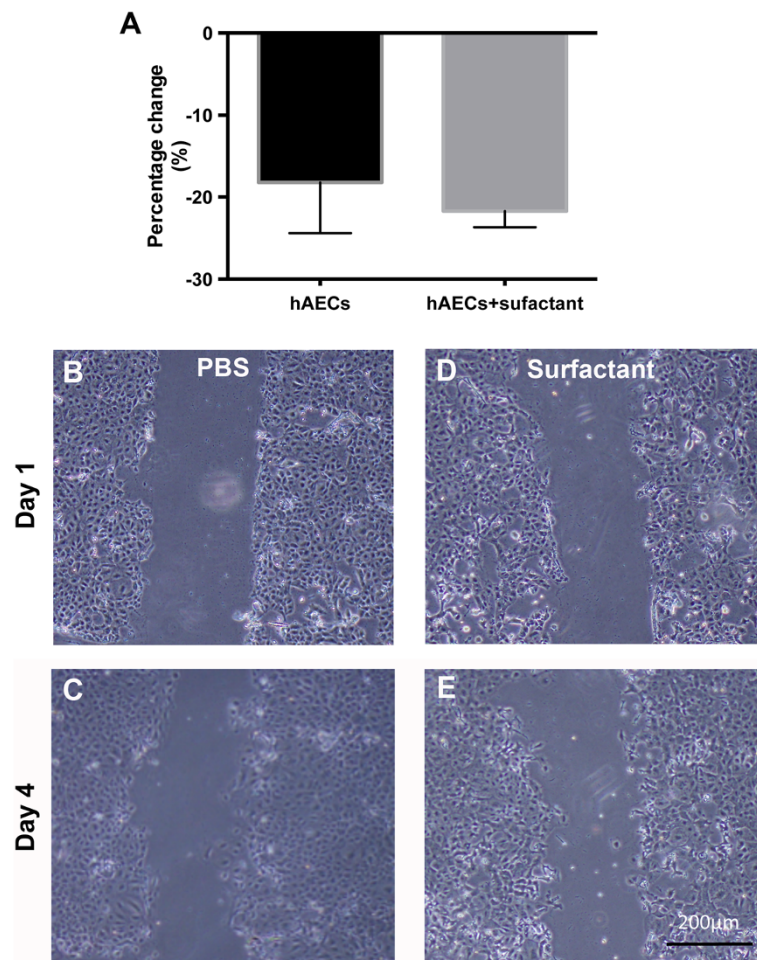 A
0
-10
-20
-30
Percentage change
(%)
hAECs
hAECs+sufactant
B
PBS
D
Surfactant
Day 1
C
E
Day 4
200µm